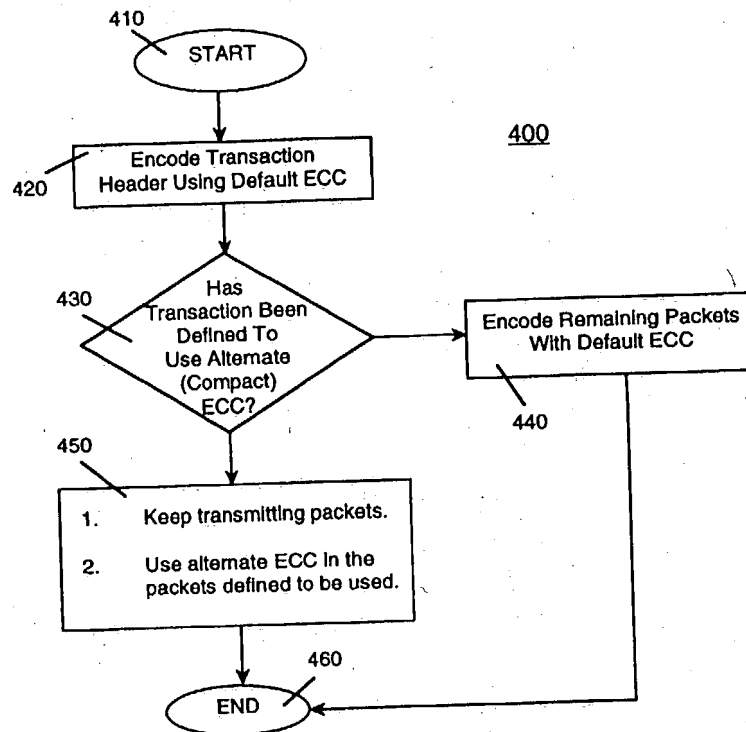 410
START
400
420
Encode Transaction
Header Using Default ECC
430
Has
Transaction Been
Defined To
Use Alternate
(Compact)
ECC?
Encode Remaining Packets
With Default ECC
440
450
1. Keep transmitting packets.
2. Use alternate ECC in the
packets defined to be used.
460
END